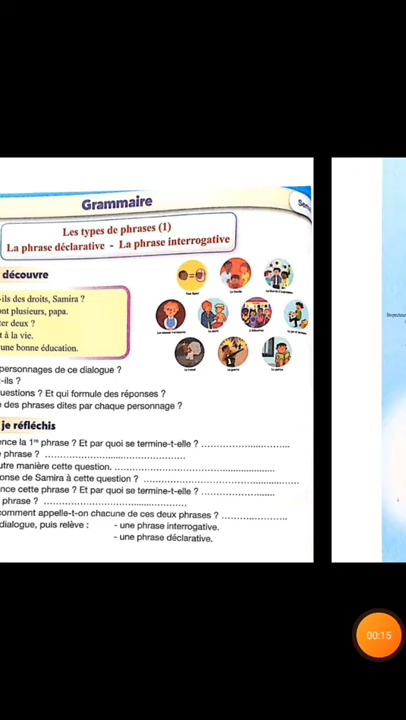 Grammaire
Sem
Les types de phrases (1)
La phrase déclarative - La phrase interrogative
découvre
-ils des droits, Samira ?
ont plusieurs, papa.
ter deux ?
t à la vie.
une bonne éducation.
personnages de ce dialogue ?
-ils ?
uestions ? Et qui formule des réponses ?
des phrases dites par chaque personnage ?
je réfléchis
ence la 1re phrase ? Et par quoi se termine-t-elle ?
phrase ?
utre manière cette question.
onse de Samira à cette question ?
nce cette phrase ? Et par quoi se termine-t-elle ?
phrase ?
comment appelle-t-on chacune de ces deux phrases ?
dialogue, puis relève : - une phrase interrogative.
- une phrase déclarative.
00:15